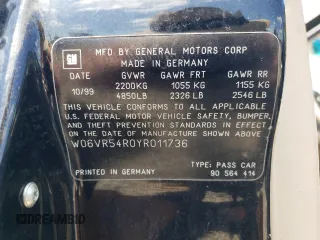 GM
MFD. BY GENERAL MOTORS CORP
MADE IN GERMANY
DATE GVWR GAWR FRT GAWR RR
10/99 2200KG 1055 KG 1155 KG
4850LB 2326 LB 2546 LB
THIS VEHICLE CONFORMS TO ALL APPLICABLE
U.S. FEDERAL MOTOR VEHICLE SAFETY, BUMPER,
AND THEFT PREVENTION STANDARDS IN EFFECT
ON THE DATE OF MANUFACTURE SHOWN ABOVE
W06VR54R0YR011736
TYPE: PASS CAR
PRINTED IN GERMANY 90 564 414
DIAMOND BID